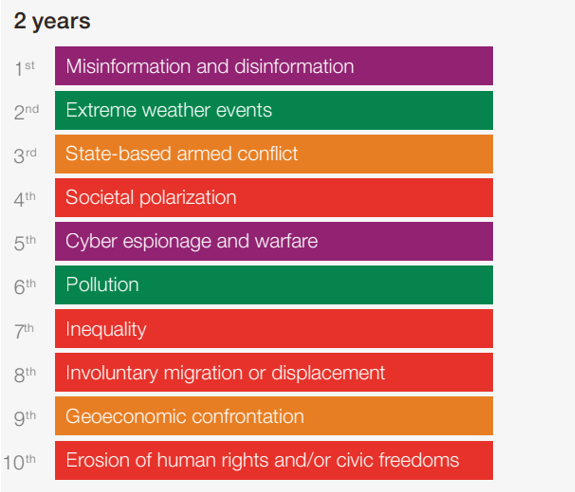 2 years
1st Misinformation and disinformation
2nd Extreme weather events
3rd State-based armed conflict
4th Societal polarization
5th Cyber espionage and warfare
6th Pollution
7th Inequality
8th Involuntary migration or displacement
9th Geoeconomic confrontation
10th Erosion of human rights and/or civic freedoms